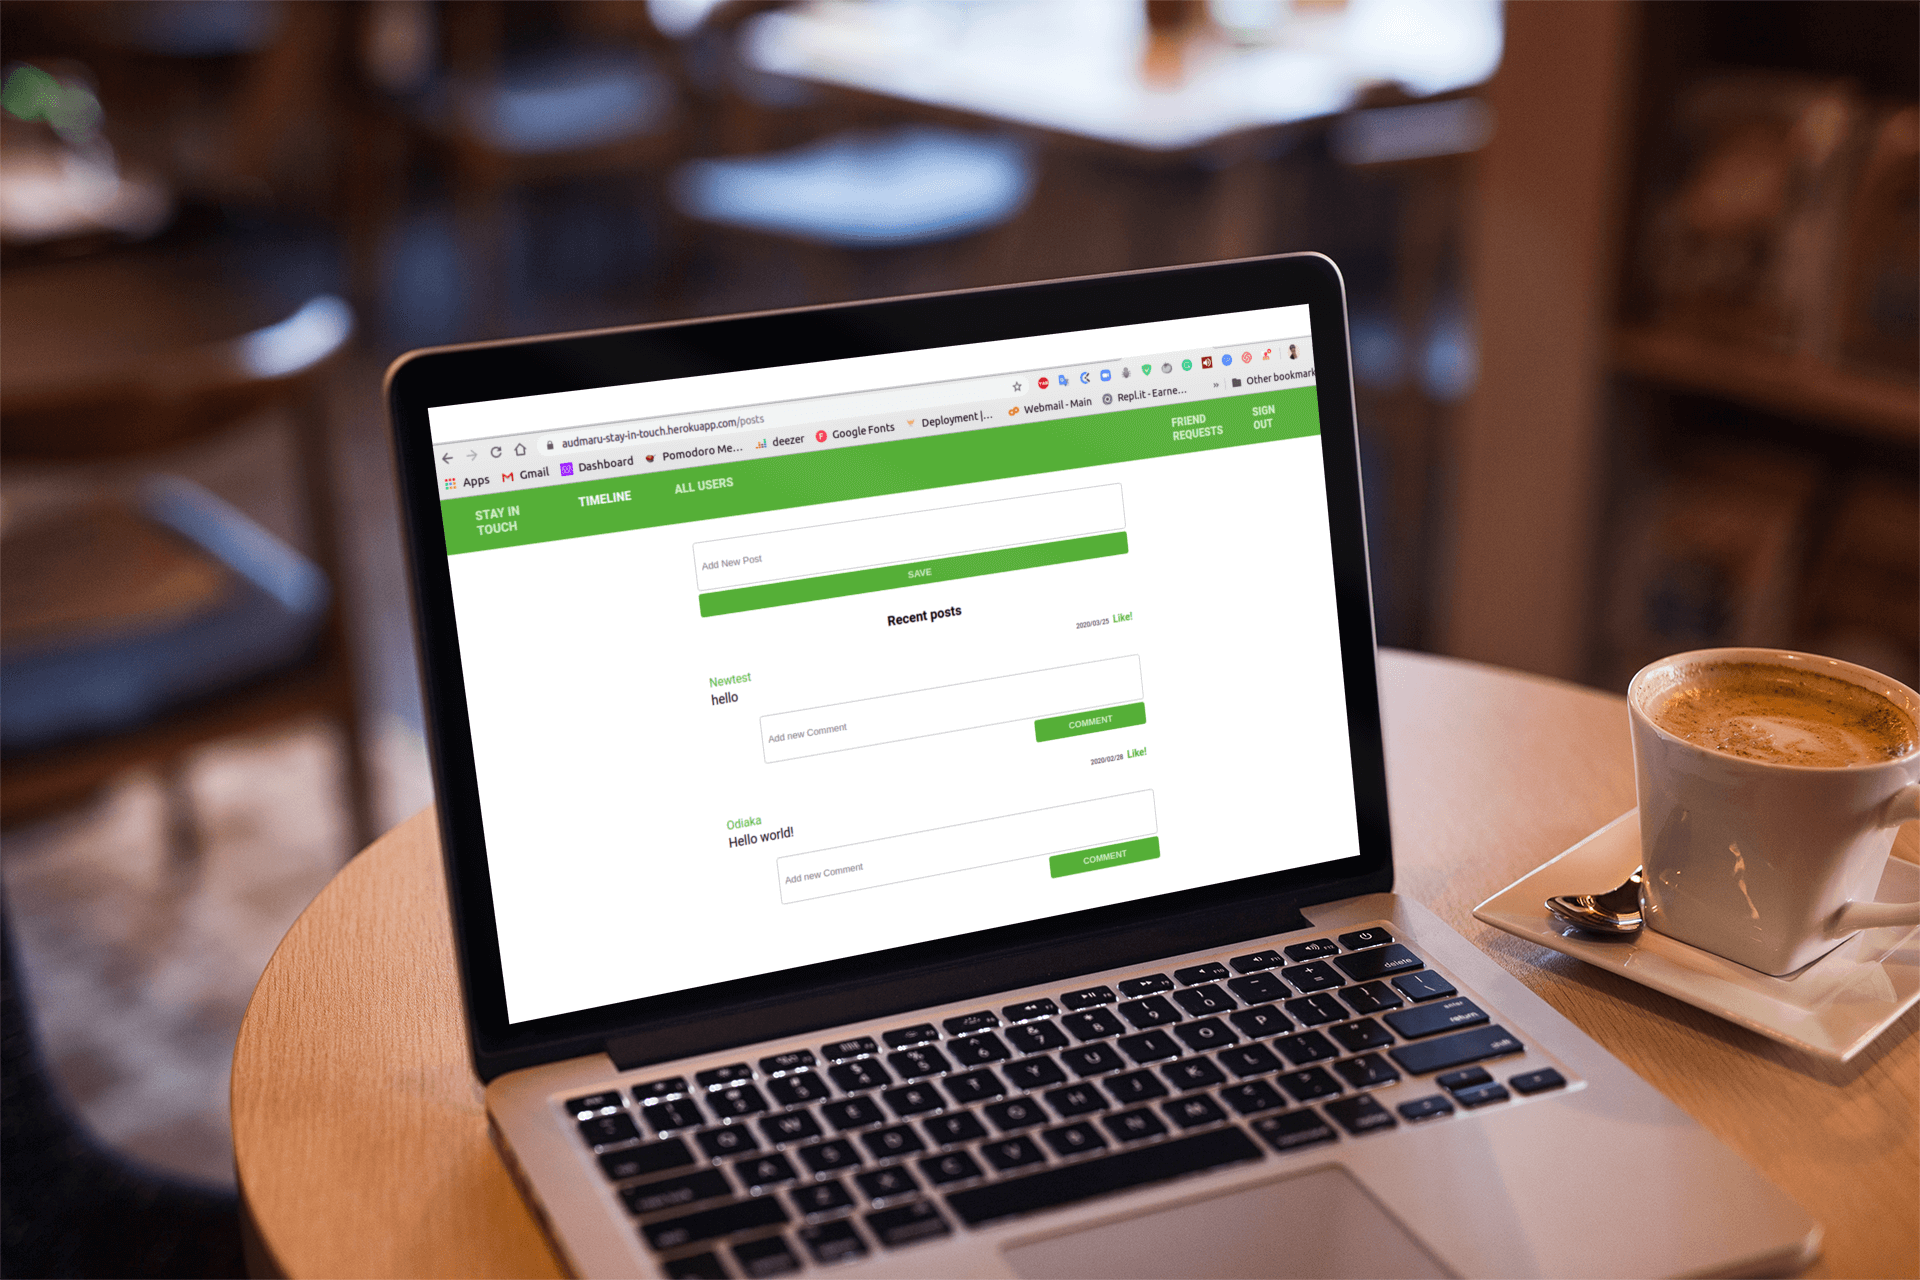 audmaru-stay-in-touch.herokuapp.com/posts
Apps Gmail Dashboard Pomodoro Me... deezer Google Fonts Deployment |... Webmail - Main Repl.it - Earne... » Other bookmark
STAY IN TOUCH TIMELINE ALL USERS FRIEND REQUESTS SIGN OUT
Add New Post
SAVE
Recent posts
2020/03/25 Like!
Newtest
hello
Add new Comment
COMMENT
2020/02/28 Like!
Odiaka
Hello world!
Add new Comment
COMMENT
delete
enter
return
shift